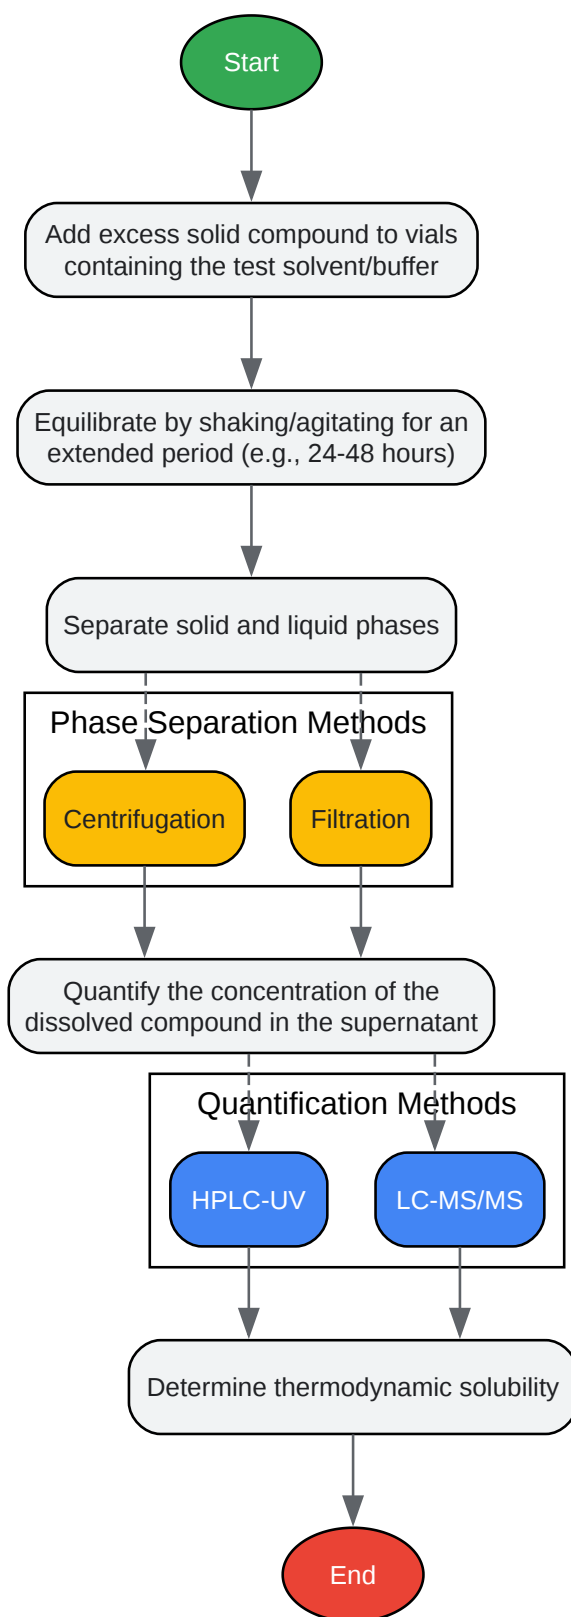 Start
Add excess solid compound to vials
containing the test solvent/buffer
Equilibrate by shaking/agitating for an
extended period (e.g., 24-48 hours)
Separate solid and liquid phases
Phase Separation Methods
Centrifugation
Filtration
Quantify the concentration of the
dissolved compound in the supernatant
Quantification Methods
HPLC-UV
LC-MS/MS
Determine thermodynamic solubility
End